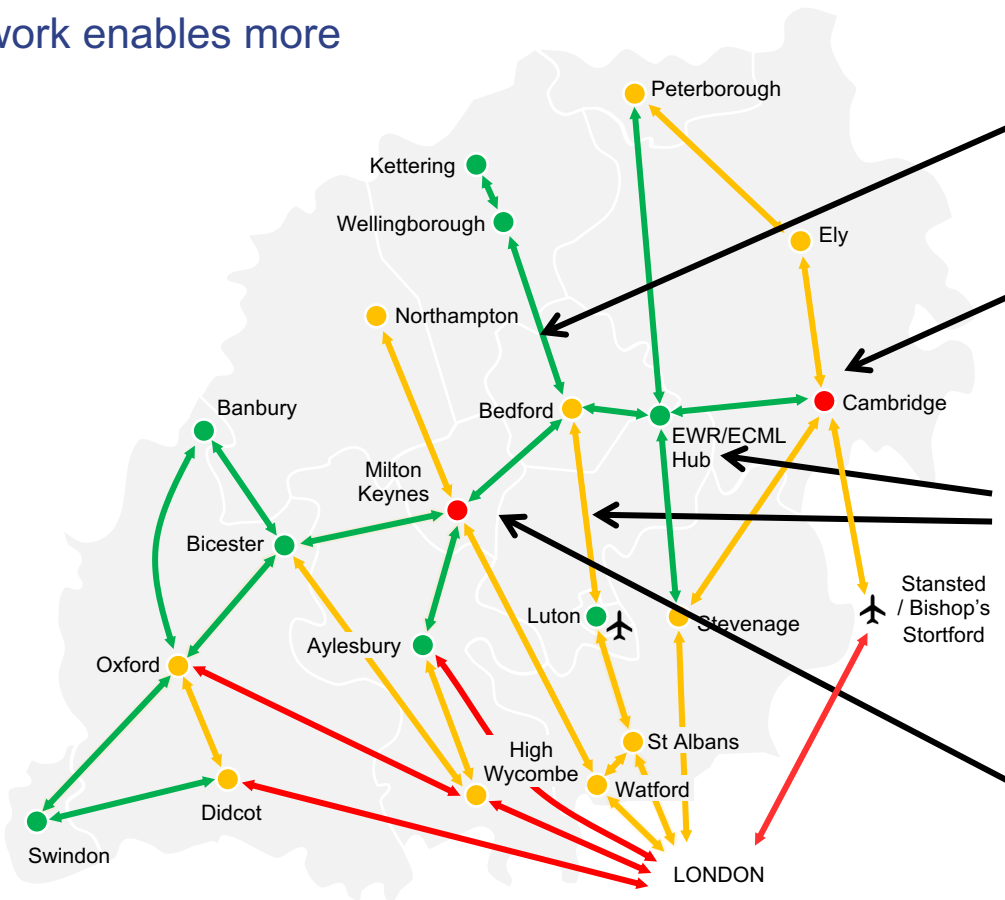 work enables more
Peterborough
Kettering
Wellingborough
Ely
Northampton
Banbury
Bedford
Cambridge
EWR/ECML
Hub
Milton
Keynes
Bicester
Stansted
/ Bishop's
Stortford
Luton
Stevenage
Aylesbury
Oxford
High
Wycombe
St Albans
Watford
Didcot
Swindon
LONDON